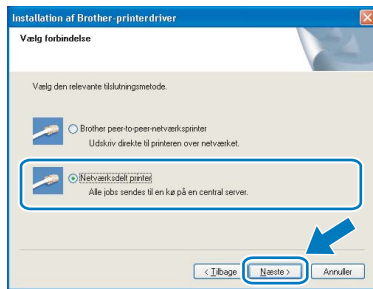 Installation af Brother-printerdriver
Vælg forbindelse
Vælg den relevante tilslutningsmetode.
Brother peer-to-peer-netværksprinter
Udskriv direkte til printeren over netværket.
Netværksdelt printer
Alle jobs sendes til en kø på en central server.
< Tilbage Næste > Annuller